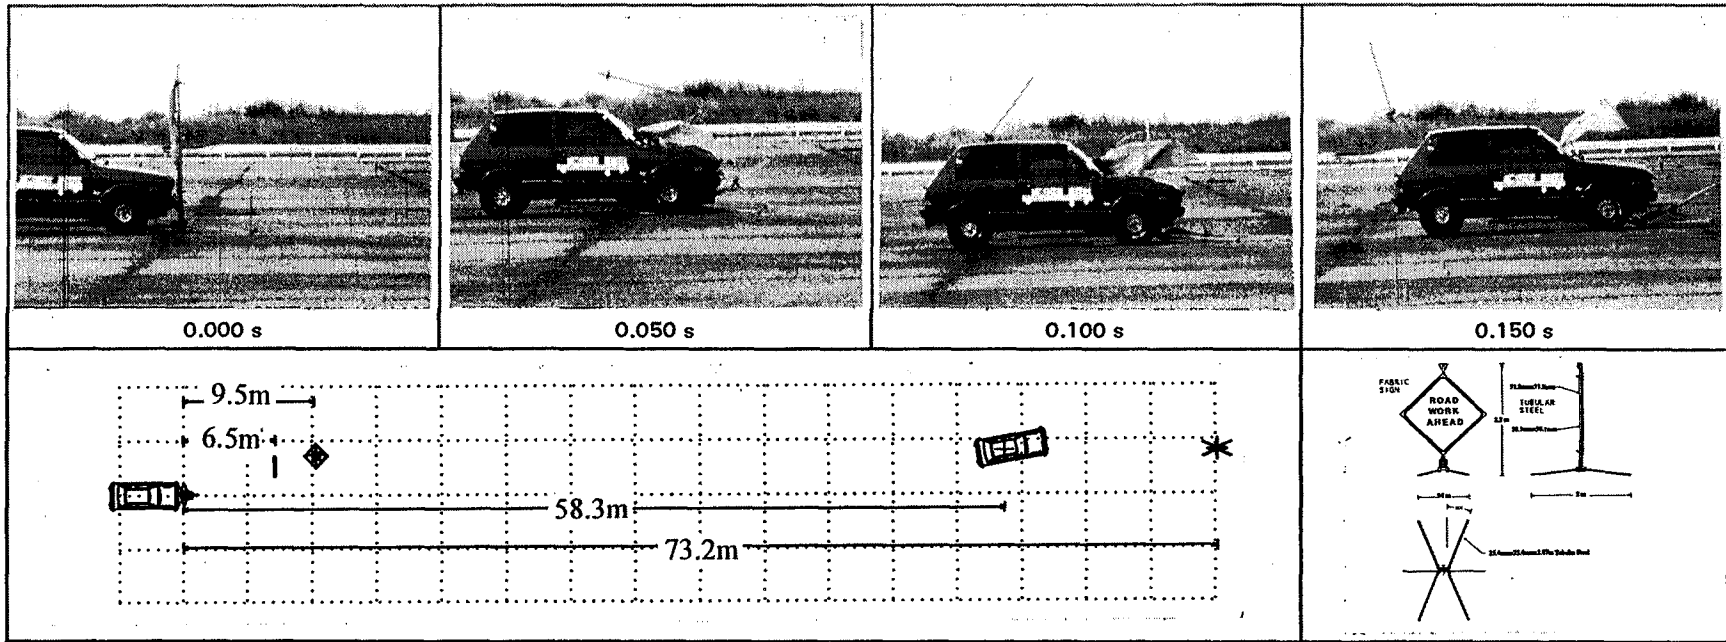 0.000 s
0.050 s
0.100 s
0.150 s
9.5m
6.5m
58.3m
73.2m
FABRIC
SIGN
ROAD
WORK
AHEAD
TUBULAR
STEEL
2 m